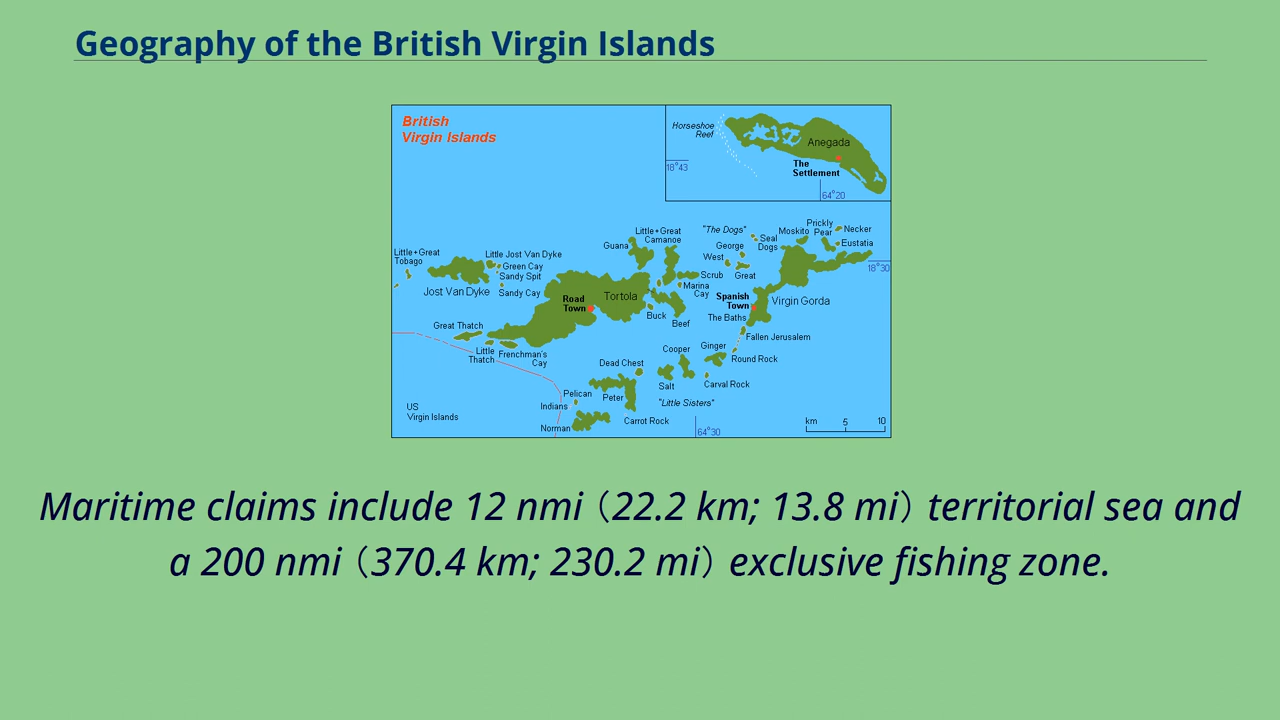 Geography of the British Virgin Islands
British
Virgin Islands
Horseshoe
Reef
Anegada
The
Settlement
18°43
64°20
Little+Great
Tobago
Jost Van Dyke
Little Jost Van Dyke
Green Cay
Sandy Spit
Sandy Cay
Guana
Little+Great
Camanoe
"The Dogs"
George
West
Great
Seal
Dogs
Moskito
Prickly
Pear
Necker
Eustatia
18°30
Scrub
Marina
Cay
Road
Town
Tortola
Buck
Beef
Spanish
Town
The Baths
Virgin Gorda
Fallen Jerusalem
Round Rock
Great Thatch
Little
Thatch
Frenchman's
Cay
Cooper
Ginger
Salt
Carval Rock
Dead Chest
Peter
"Little Sisters"
Pelican
Indians
Norman
Carrot Rock
US
Virgin Islands
64°30
km 5 10
Maritime claims include 12 nmi (22.2 km; 13.8 mi) territorial sea and
a 200 nmi (370.4 km; 230.2 mi) exclusive fishing zone.